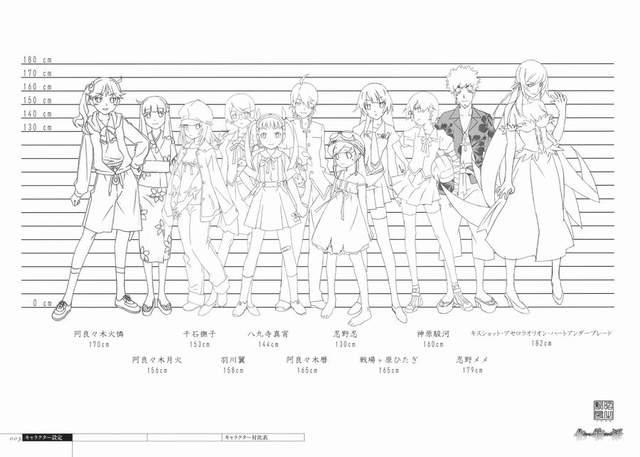 180 cm
170 cm
160 cm
150 cm
140 cm
130 cm
0 cm
阿良々木火憐
170cm
千石撫子
153cm
八九寺真宵
144cm
忍野忍
130cm
神原駿河
160cm
キスショット・アセロラオリオン・ハートアンダーブレード
182cm
阿良々木月火
156cm
羽川翼
158cm
阿良々木暦
165cm
戦場ヶ原ひたぎ
165cm
忍野メメ
179cm
003 キャラクター設定
キャラクター対比表